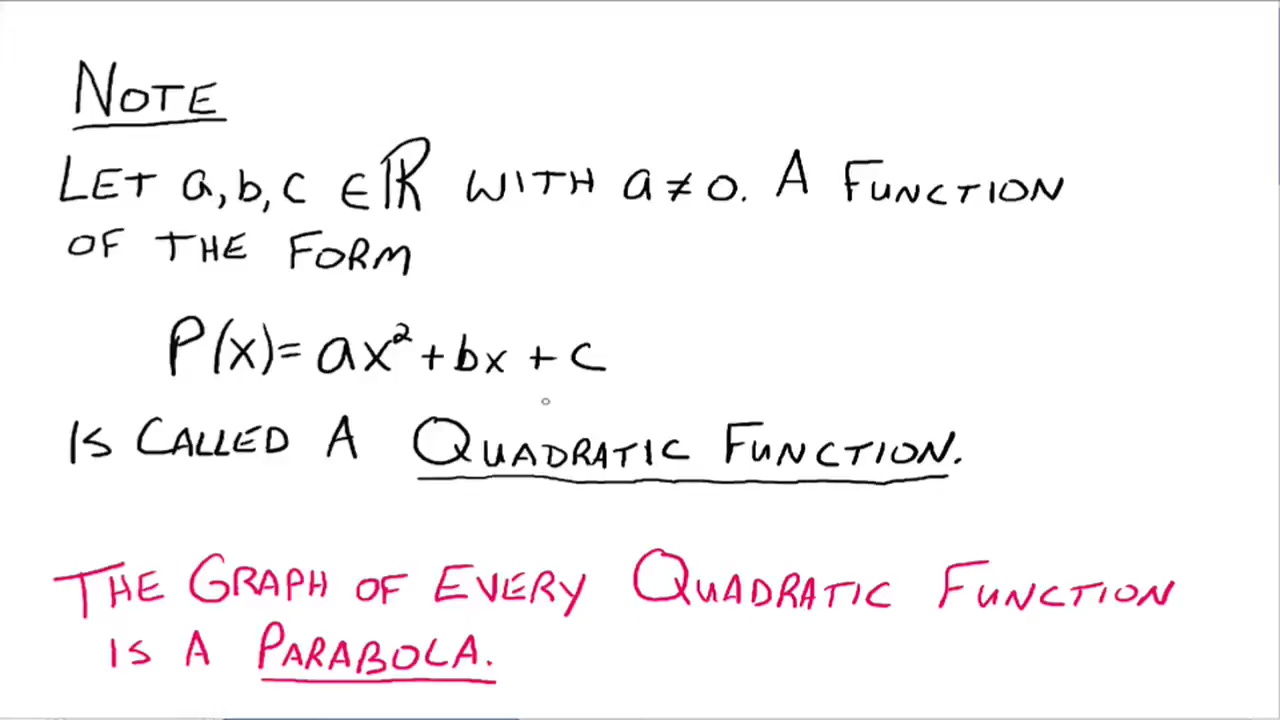 NOTE
LET a, b, c ∈ ℝ WITH a ≠ 0. A FUNCTION
OF THE FORM
P(x) = ax² + bx + c
IS CALLED A QUADRATIC FUNCTION.
THE GRAPH OF EVERY QUADRATIC FUNCTION
IS A PARABOLA.